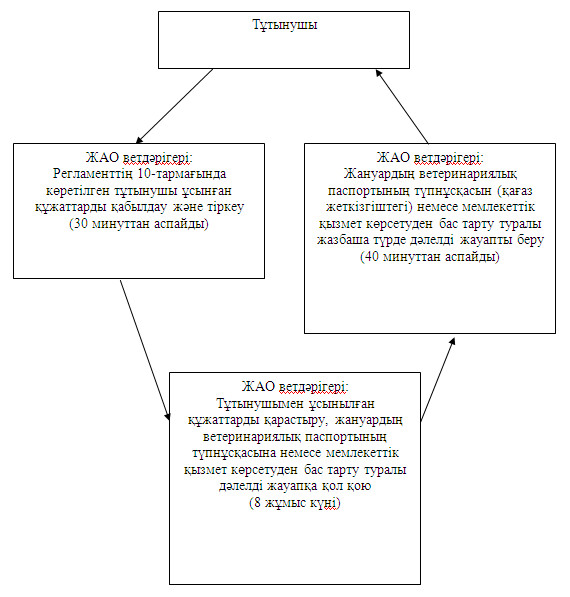 Тұтынушы
ЖАО ветдәрігері:
Регламенттің 10-тармағында
көретілген тұтынушы ұсынған
құжаттарды қабылдау және тіркеу
(30 минуттан аспайды)
ЖАО ветдәрігері:
Жануардың ветеринариялық
паспортының түпнұсқасын (қағаз
жеткізгіштегі) немесе мемлекеттік
қызмет көрсетуден бас тарту туралы
жазбаша түрде дәлелді жауапты беру
(40 минуттан аспайды)
ЖАО ветдәрігері:
Тұтынушымен ұсынылған
құжаттарды қарастыру, жануардың
ветеринариялық паспортының
түпнұсқасына немесе мемлекеттік
қызмет көрсетуден бас тарту туралы
дәлелді жауапқа қол қою
(8 жұмыс күні)